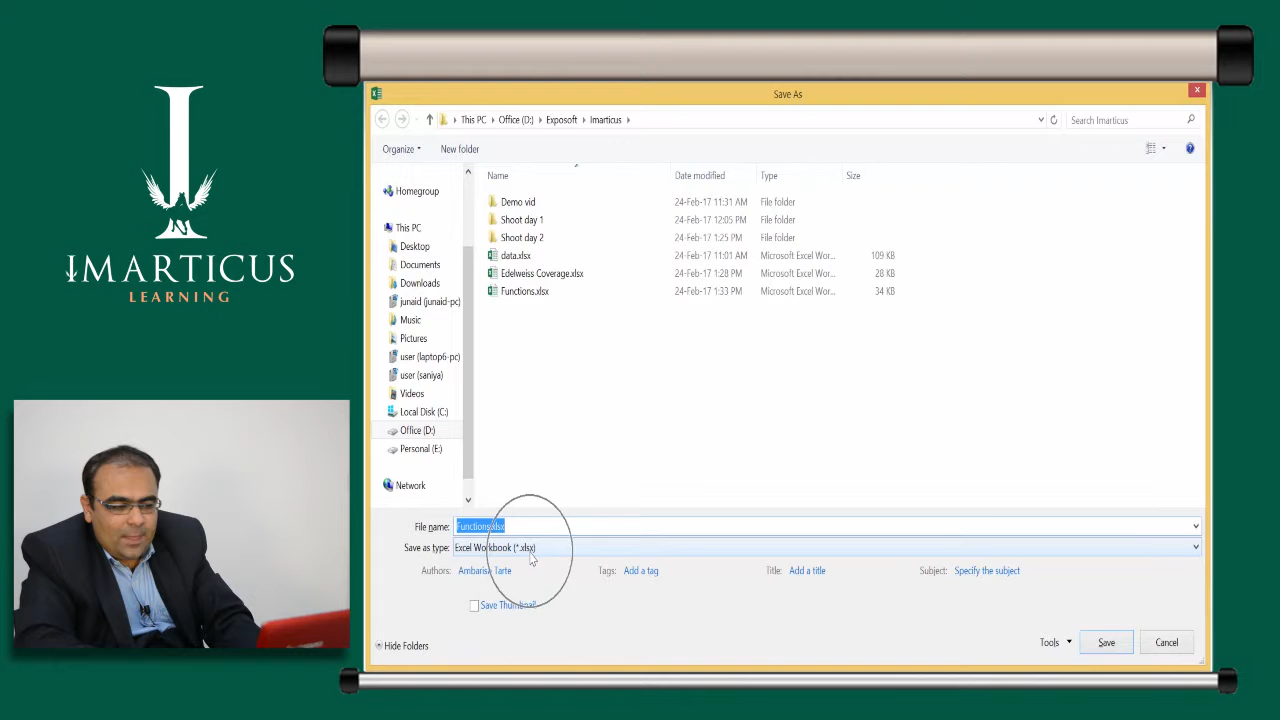 IMARTICUS
LEARNING
Save As
This PC Office (D:) Exposoft Imarticus
Search Imarticus
Organize New folder
Name Date modified Type Size
Homegroup
This PC
Desktop
Documents
Downloads
junaid (junaid-pc)
Music
Pictures
user (laptop6-pc)
user (saniya)
Videos
Local Disk (C:)
Office (D:)
Personal (E:)
Network
Demo vid 24-Feb-17 11:31 AM File folder
Shoot day 1 24-Feb-17 12:05 PM File folder
Shoot day 2 24-Feb-17 1:25 PM File folder
data.xlsx 24-Feb-17 11:01 AM Microsoft Excel Wor... 109 KB
Edelweiss Coverage.xlsx 24-Feb-17 1:28 PM Microsoft Excel Wor... 28 KB
Functions.xlsx 24-Feb-17 1:33 PM Microsoft Excel Wor... 34 KB
File name: Functions.xlsx
Save as type: Excel Workbook (*.xlsx)
Authors: Ambarish Tarte Tags: Add a tag Title: Add a title Subject: Specify the subject
Save Thumbnail
Hide Folders
Tools Save Cancel